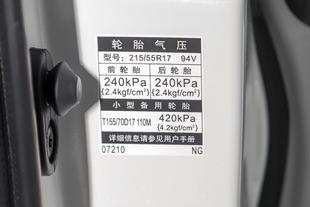 轮胎气压
型号: 215/55R17 94V
前轮胎 后轮胎
240kPa 240kPa
{2.4kgf/cm²} {2.4kgf/cm²}
小型备用轮胎
T155/70D17 110M 420kPa
{4.2kgf/cm²}
详细信息请参见用户手册
07210 NG